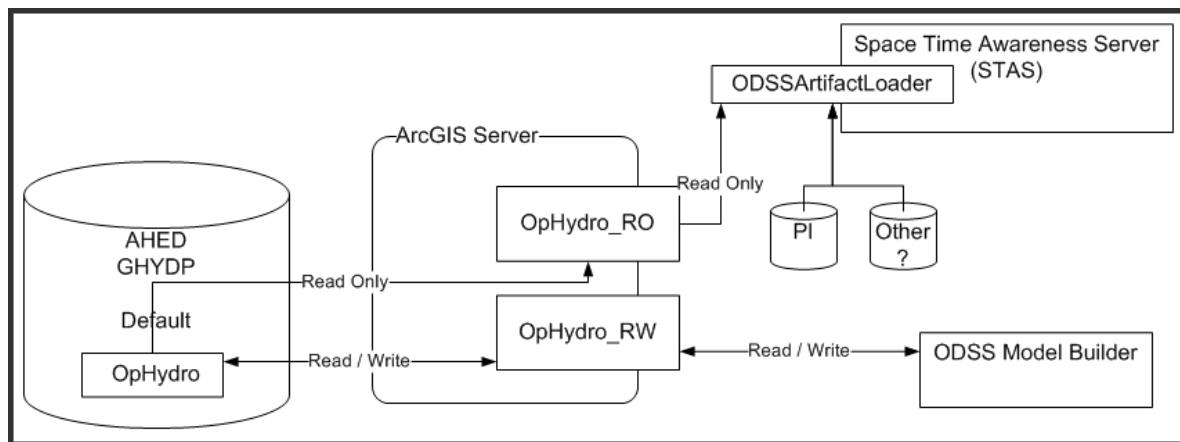 Space Time Awareness Server
(STAS)
ODSSArtifactLoader
ArcGIS Server
Read Only
OpHydro_RO
PI
Other
?
AHED
GHYDP
Read Only
Default
OpHydro_RW
OpHydro
Read / Write
Read / Write
ODSS Model Builder